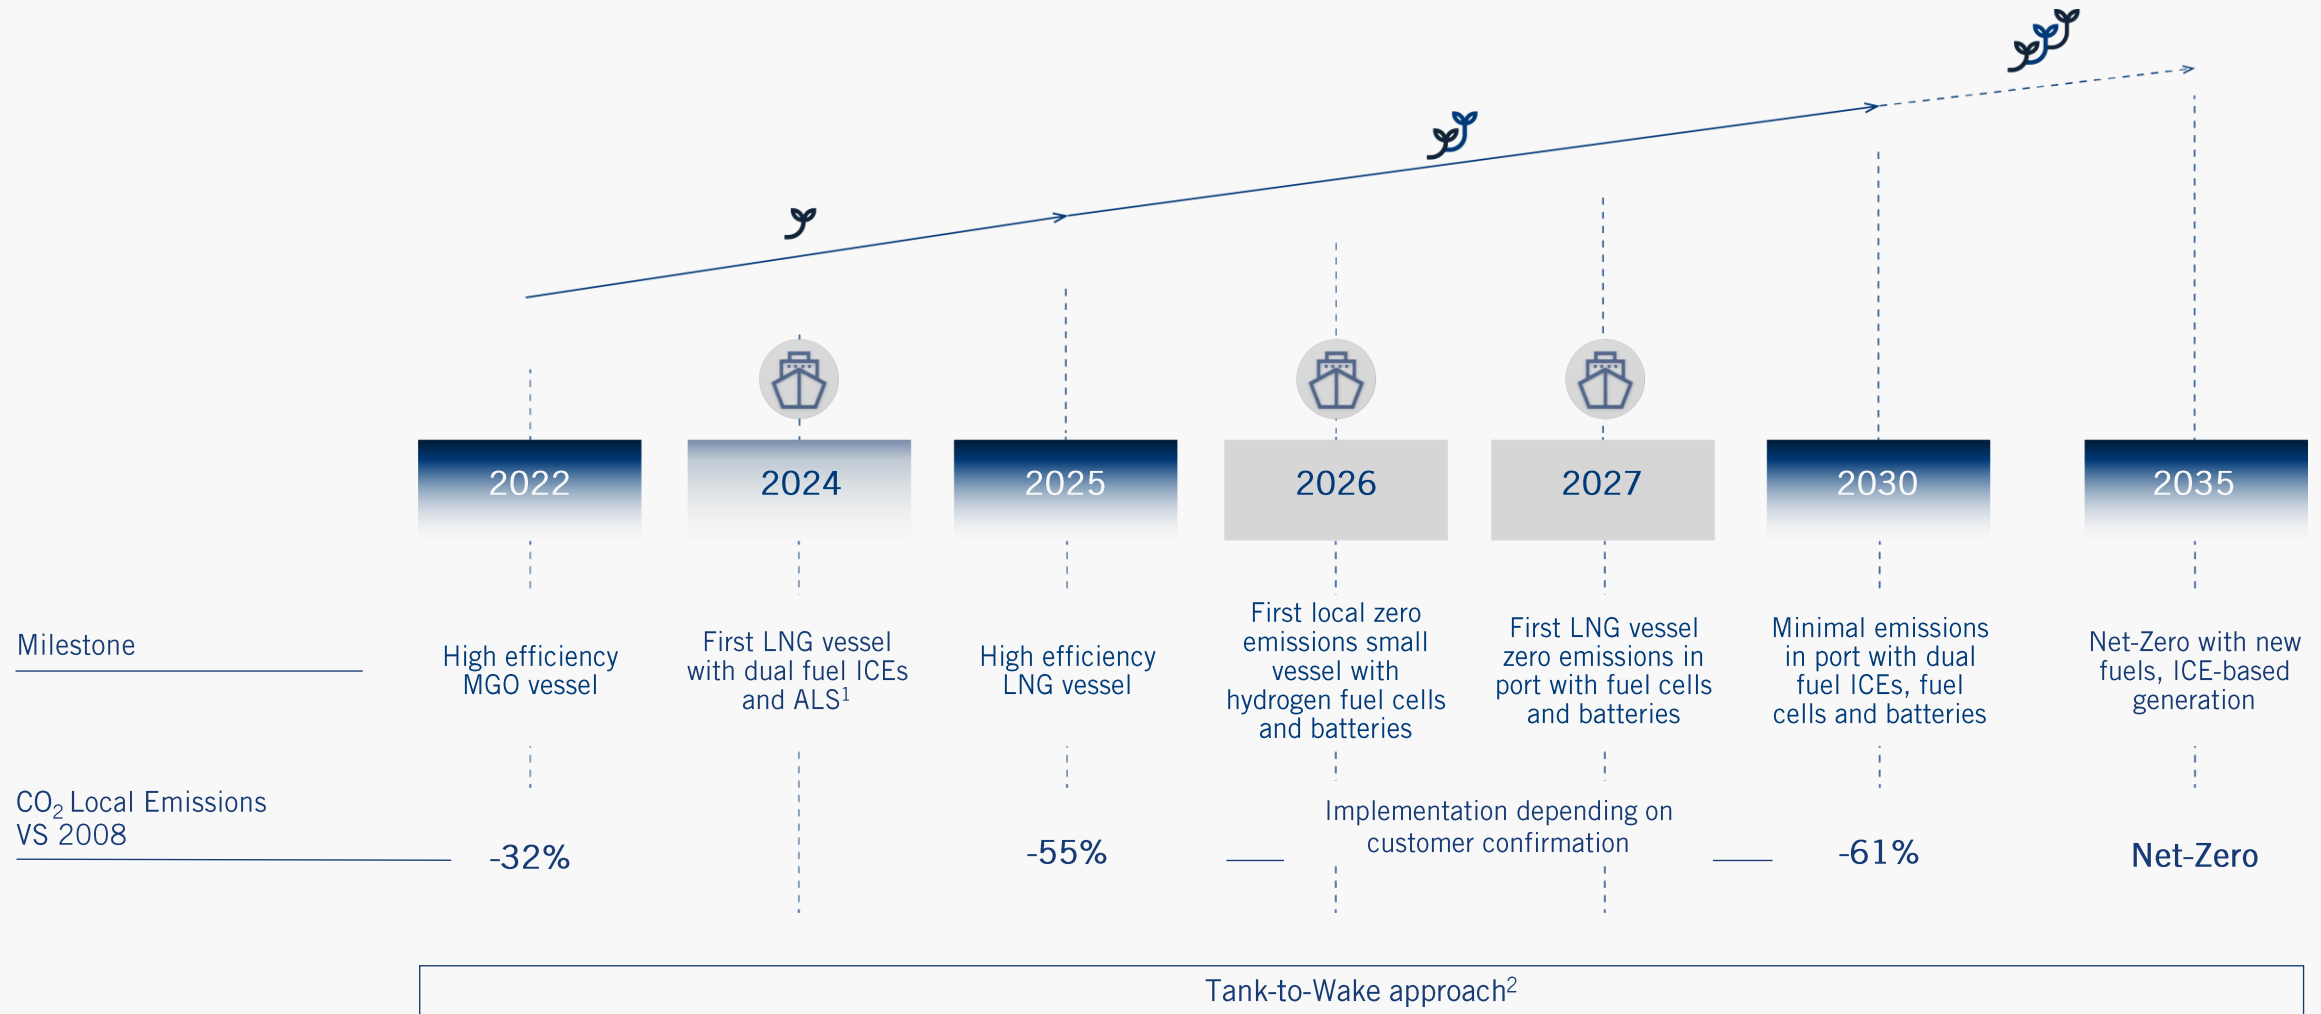 2022
2024
2025
2026
2027
2030
2035
Milestone
High efficiency
MGO vessel
First LNG vessel
with dual fuel ICEs
and ALS¹
High efficiency
LNG vessel
First local zero
emissions small
vessel with
hydrogen fuel cells
and batteries
First LNG vessel
zero emissions in
port with fuel cells
and batteries
Minimal emissions
in port with dual
fuel ICEs, fuel
cells and batteries
Net-Zero with new
fuels, ICE-based
generation
CO₂ Local Emissions
VS 2008
-32%
-55%
Implementation depending on
customer confirmation
-61%
Net-Zero
Tank-to-Wake approach²